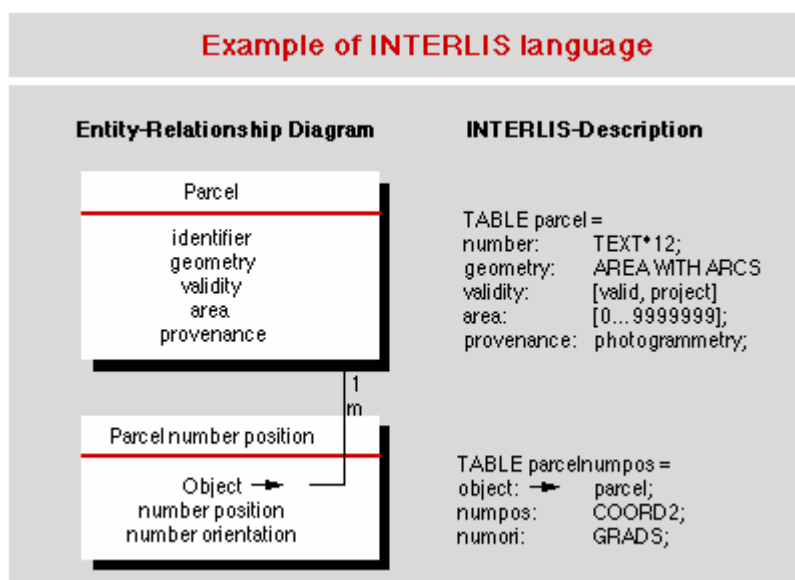 Example of INTERLIS language
Entity-Relationship Diagram
Parcel
identifier
geometry
validity
area
provenance
1
m
Parcel number position
Object
number position
number orientation
INTERLIS-Description
TABLE parcel =
number: TEXT*12;
geometry: AREA WITH ARCS
validity: [valid, project]
area: [0...9999999];
provenance: photogrammetry;
TABLE parcelnumpos =
object: parcel;
numpos: COORD2;
numori: GRADS;